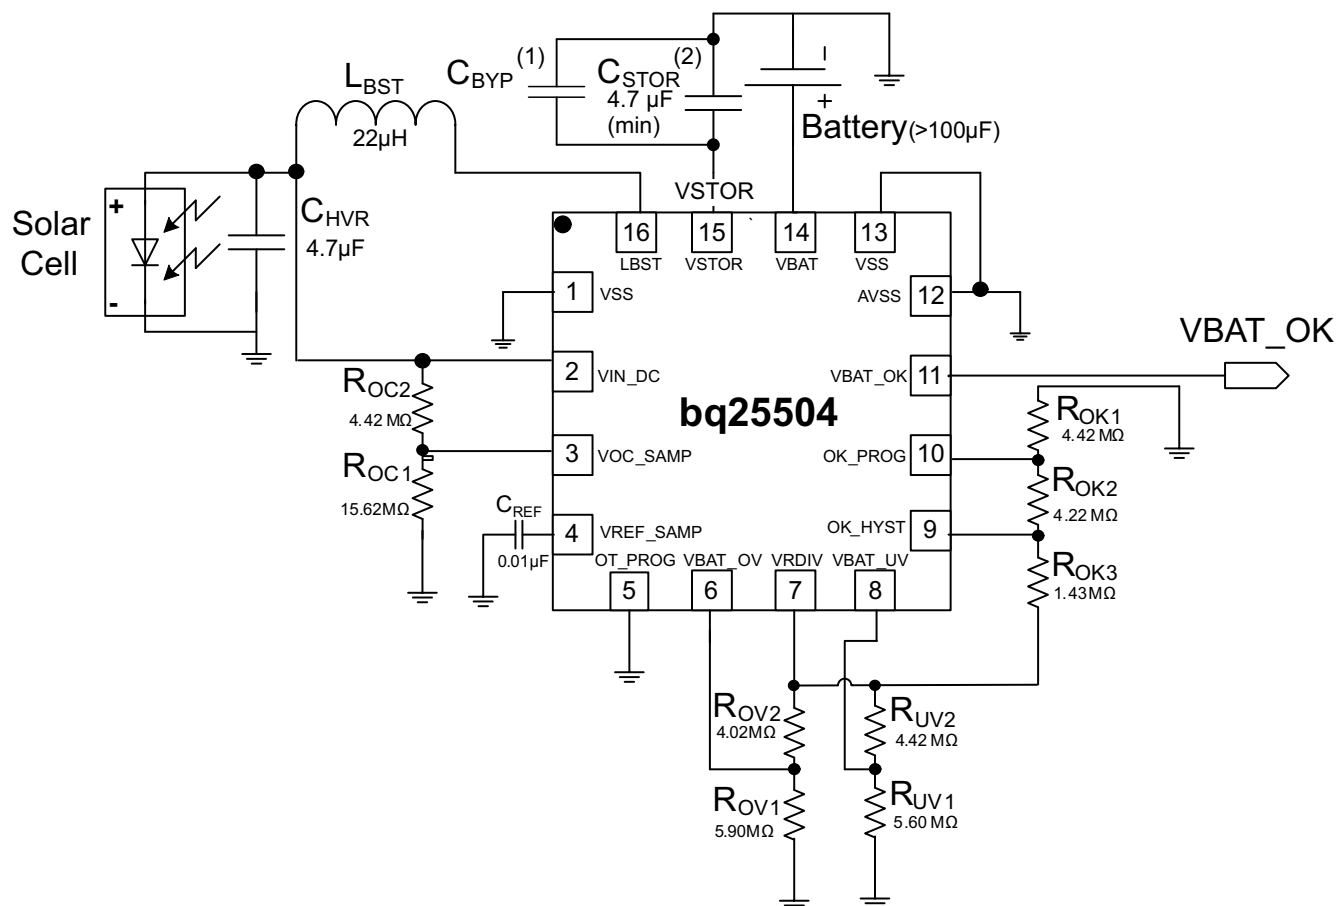 L_BST
22µH
C_BYP
(1)
C_STOR
(2)
4.7 µF
(min)
-
+
Battery(>100µF)
Solar
Cell
+
-
C_HVR
4.7µF
VSTOR
16
LBST
15
VSTOR
14
VBAT
13
VSS
1
VSS
AVSS
12
VBAT_OK
2
VIN_DC
VBAT_OK
11
bq25504
R_OC2
4.42 MΩ
R_OK1
4.42 MΩ
3
VOC_SAMP
OK_PROG
10
R_OC1
15.62MΩ
R_OK2
4.22 MΩ
C_REF
0.01µF
4
VREF_SAMP
OK_HYST
9
R_OK3
1.43MΩ
OT_PROG
VBAT_OV
VRDIV
VBAT_UV
5
6
7
8
R_OV2
4.02MΩ
R_UV2
4.42 MΩ
R_OV1
5.90MΩ
R_UV1
5.60 MΩ